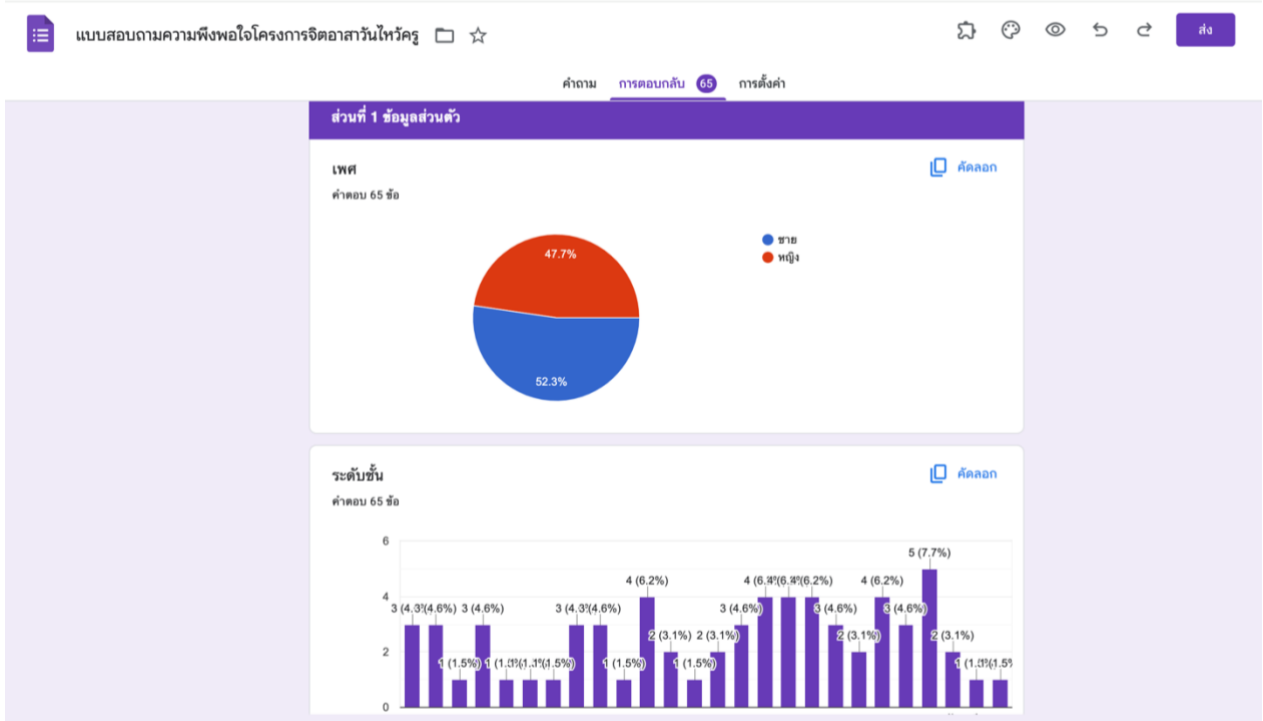 แบบสอบถามความพึงพอใจโครงการจิตอาสาวันไหว้ครู
ส่ง
คำถาม การตอบกลับ 65 การตั้งค่า
ส่วนที่ 1 ข้อมูลส่วนตัว
เพศ
คัดลอก
คำตอบ 65 ข้อ
47.7%
52.3%
ชาย
หญิง
ระดับชั้น
คัดลอก
คำตอบ 65 ข้อ
6
5 (7.7%)
4 (6.2%) 4 (6.2%) 4 (6.2%)
4
3 (4.6%) 3 (4.6%) 3 (4.6%) 3 (4.6%) 3 (4.6%)
2 (3.1%) 2 (3.1%) 2 (3.1%) 2 (3.1%)
2
1 (1.5%) 1 (1.5%) 1 (1.5%)
0